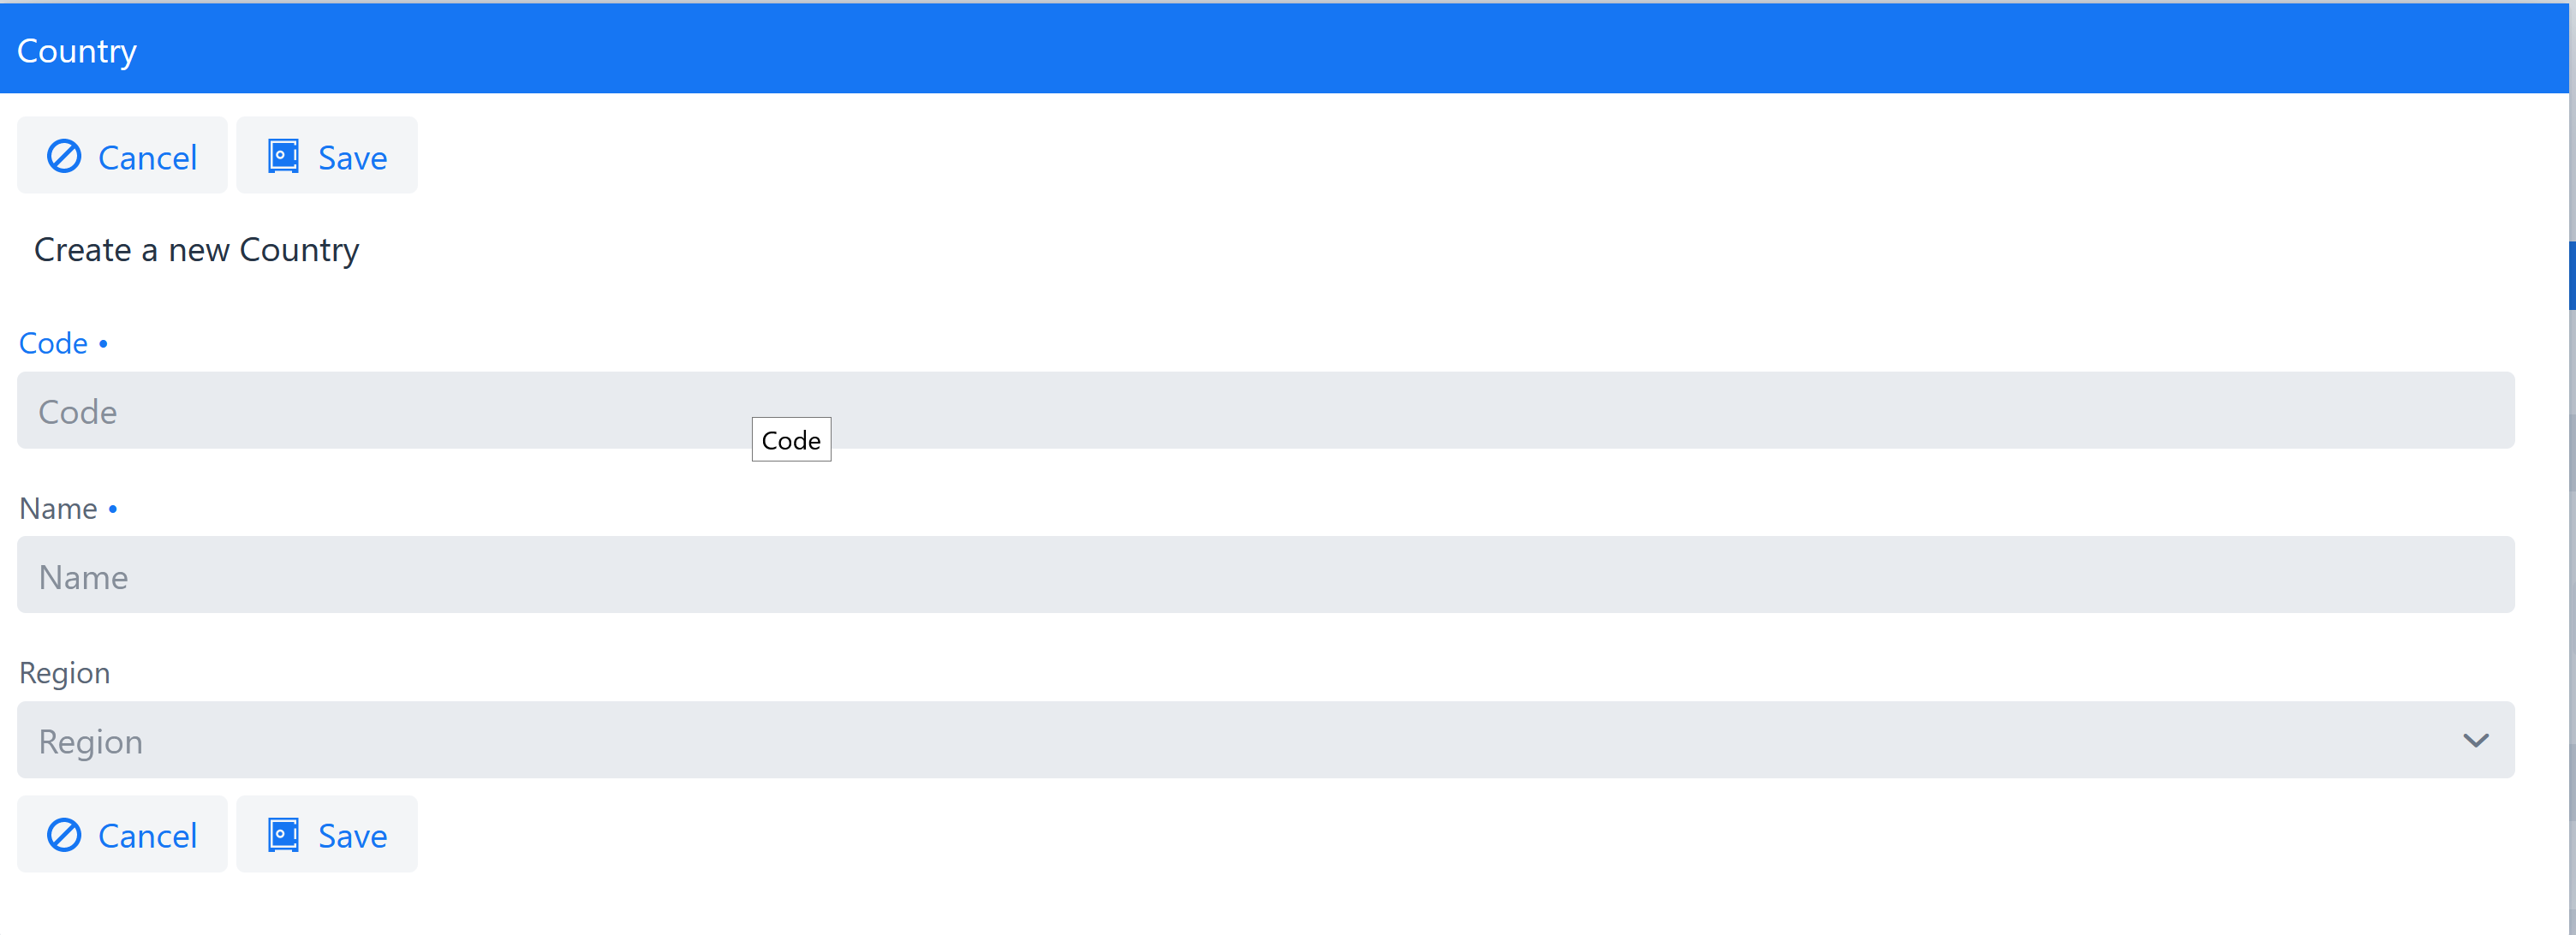 Country
Cancel Save
Create a new Country
Code •
Code
Code
Name •
Name
Region
Region
Cancel Save